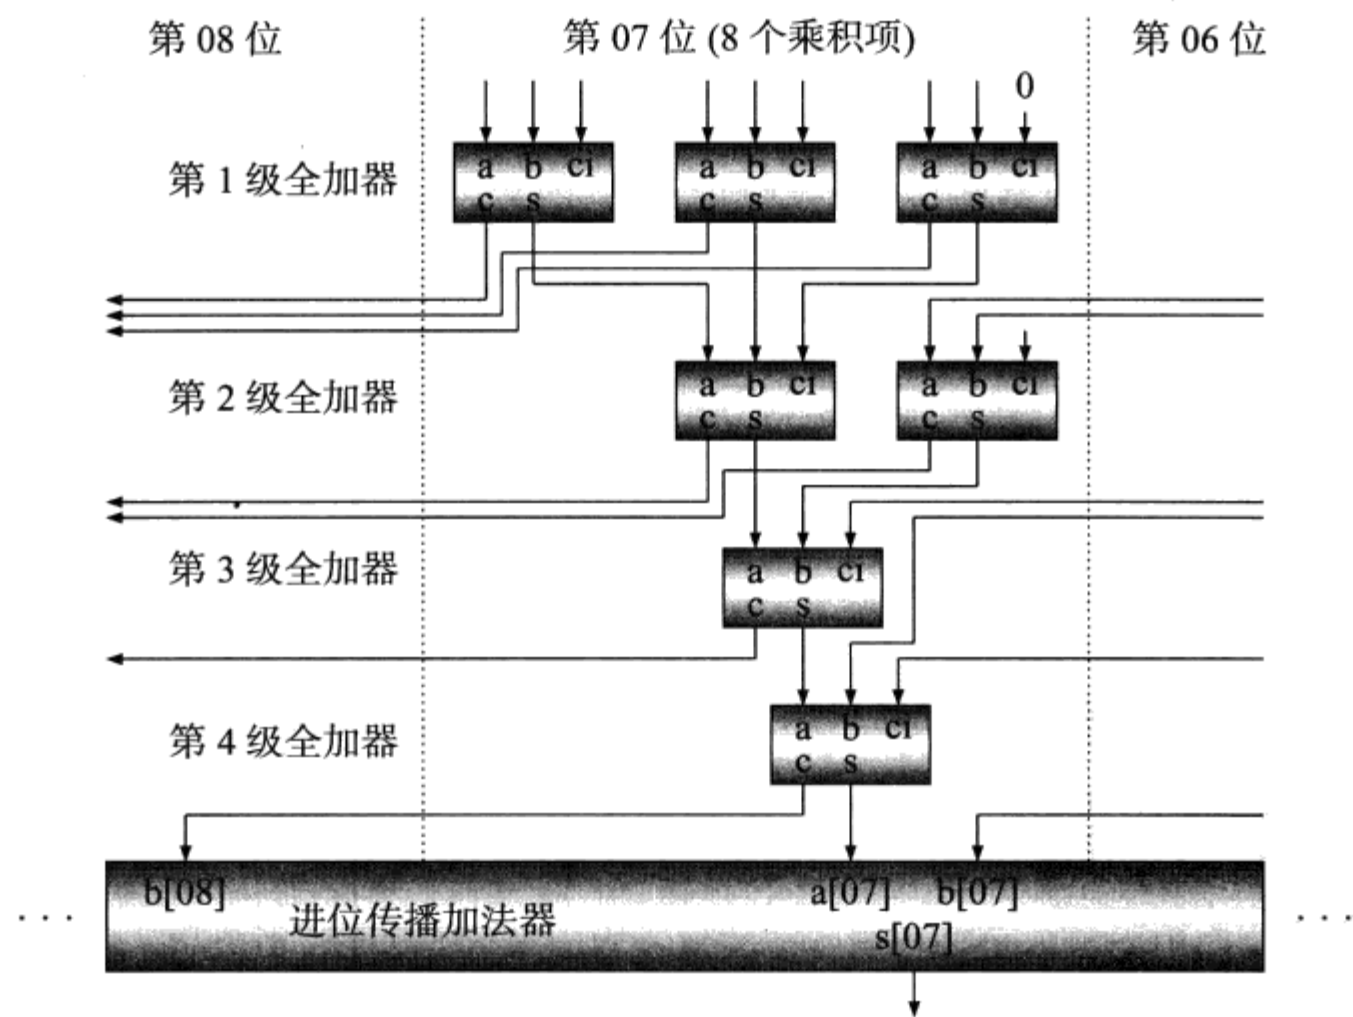 第 08 位 第 07 位 (8 个乘积项) 第 06 位
0
a b ci a b ci a b ci
第 1 级全加器
c s c s c s
a b ci a b ci
第 2 级全加器
c s c s
a b ci
第 3 级全加器
c s
a b ci
第 4 级全加器
c s
b[08] a[07] b[07]
··· 进位传播加法器 ···
s[07]